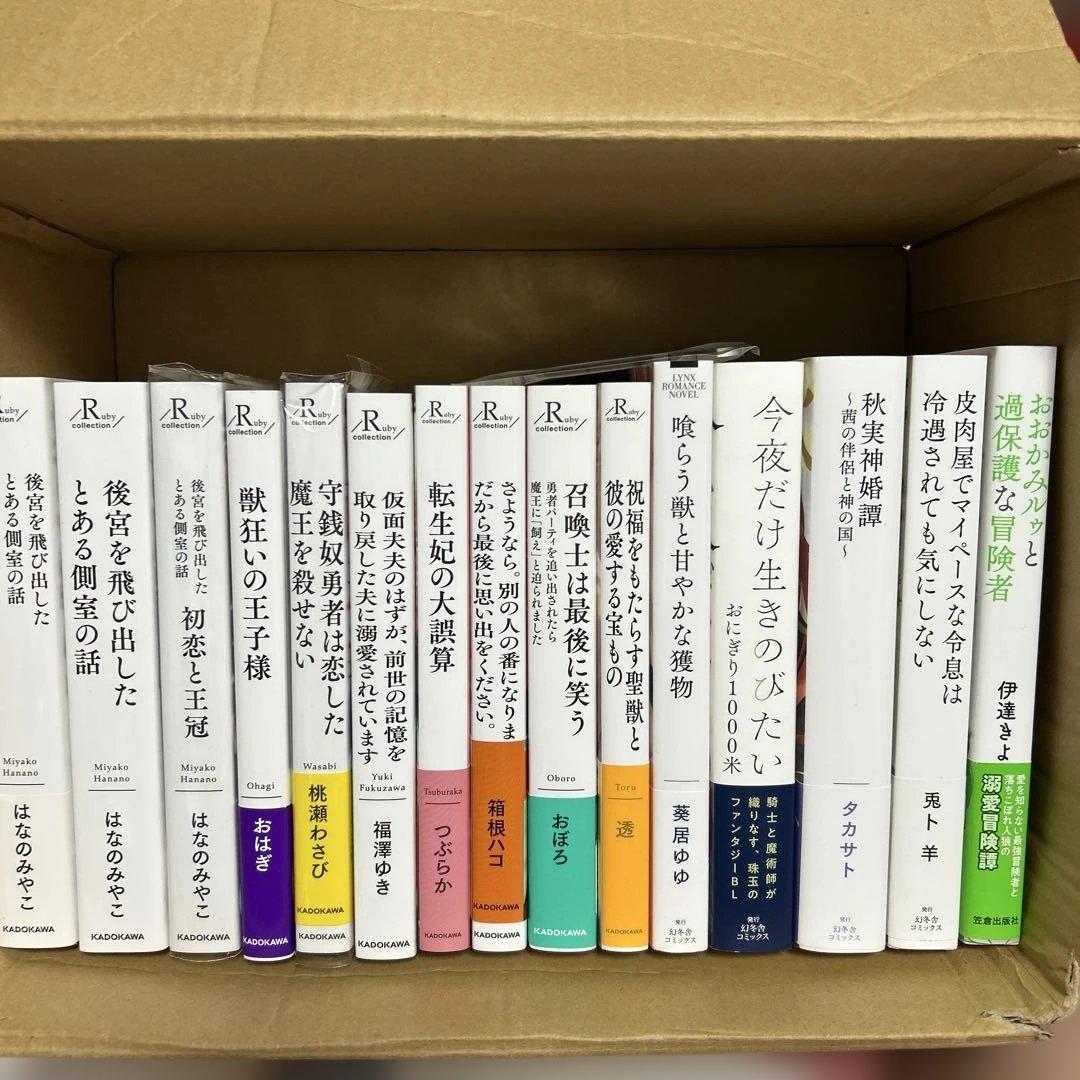 Ruby
collection
後宮を飛び出した
とある側室の話
Miyako
Hanano
はなのみやこ
KADOKAWA
Ruby
collection
後宮を飛び出した
とある側室の話
Miyako
Hanano
はなのみやこ
KADOKAWA
Ruby
collection
後宮を飛び出した
とある側室の話
初恋と王冠
Miyako
Hanano
はなのみやこ
KADOKAWA
Ruby
collection
獣狂いの王子様
Ohagi
おはぎ
KADOKAWA
Ruby
collection
守銭奴勇者は恋した
魔王を殺せない
Wasabi
桃瀬わさび
KADOKAWA
Ruby
collection
仮面夫夫のはずが、前世の記憶を
取り戻した夫に溺愛されています
Yuki
Fukuzawa
福澤ゆき
KADOKAWA
Ruby
collection
転生妃の大誤算
Tsuburaka
つぶらか
KADOKAWA
Ruby
collection
さようなら。別の人の番になりま
だから最後に思い出をください。
箱根ハコ
KADOKAWA
Ruby
collection
召喚士は最後に笑う
勇者パーティを追い出されたら
魔王に「飼え」と迫られました
Oboro
おぼろ
KADOKAWA
Ruby
collection
祝福をもたらす聖獣と
彼の愛する宝もの
Toru
透
KADOKAWA
LYNX
ROMANCE
NOVEL
喰らう獣と甘やかな獲物
葵居ゆゆ
発行
幻冬舎
コミックス
今夜だけ生きのびたい
おにぎり1000米
騎士と魔術師が
織りなす、珠玉の
ファンタジーBL
発行
幻冬舎
コミックス
秋実神婚譚
~茜の伴侶と神の国~
タカサト
発行
幻冬舎
コミックス
皮肉屋でマイペースな令息は
冷遇されても気にしない
兎卜 羊
発行
幻冬舎
コミックス
おおかみルゥと
過保護な冒険者
伊達きよ
愛を知らない最強冒険者と
落ちこぼれ人狼の
溺愛冒険譚
笠倉出版社